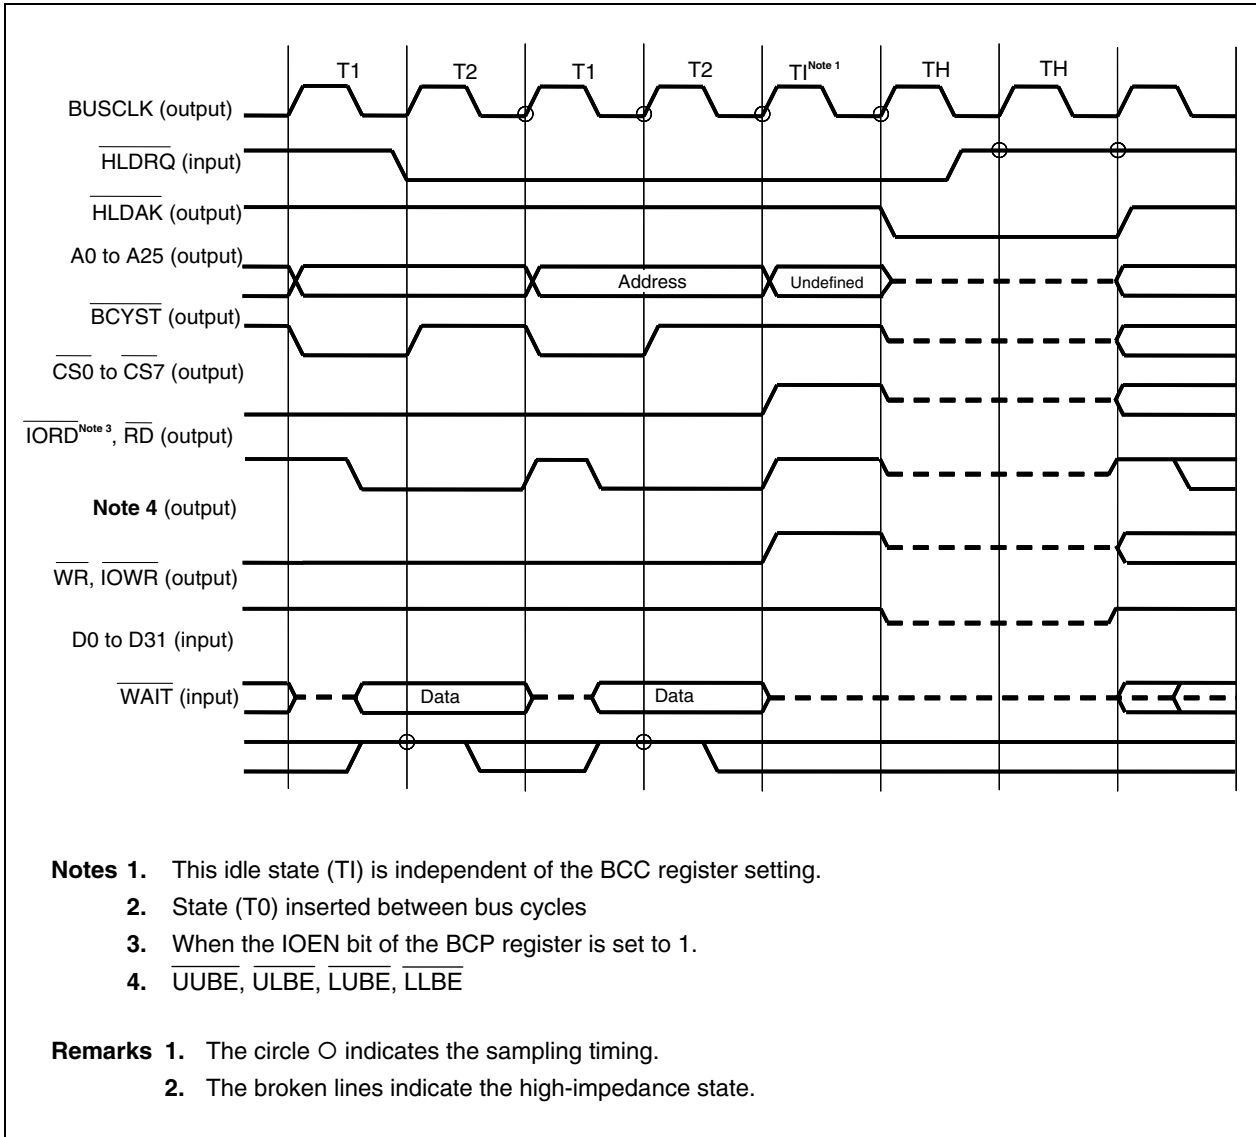 T1 T2 T1 T2 TI Note 1 TH TH
BUSCLK (output)
HLDRQ (input)
HLDAK (output)
A0 to A25 (output)
Address Undefined
BCYST (output)
CS0 to CS7 (output)
IORD Note 3, RD (output)
Note 4 (output)
WR, IOWR (output)
D0 to D31 (input)
WAIT (input)
Data Data
Notes 1. This idle state (TI) is independent of the BCC register setting.
2. State (T0) inserted between bus cycles
3. When the IOEN bit of the BCP register is set to 1.
4. UUBE, ULBE, LUBE, LLBE
Remarks 1. The circle O indicates the sampling timing.
2. The broken lines indicate the high-impedance state.